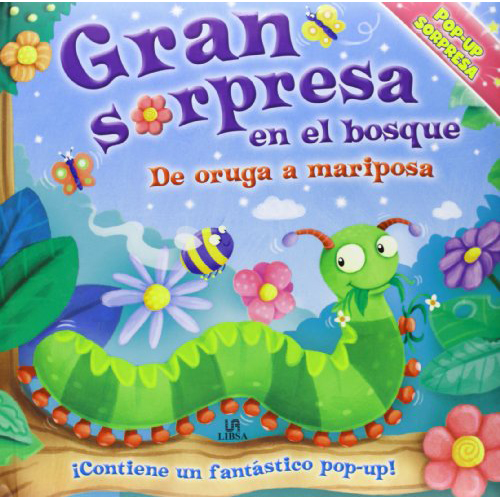 Gran
sorpresa
en el bosque
De oruga a mariposa
POP-UP
SORPRESA
LIBSA
¡Contiene un fantástico pop-up!